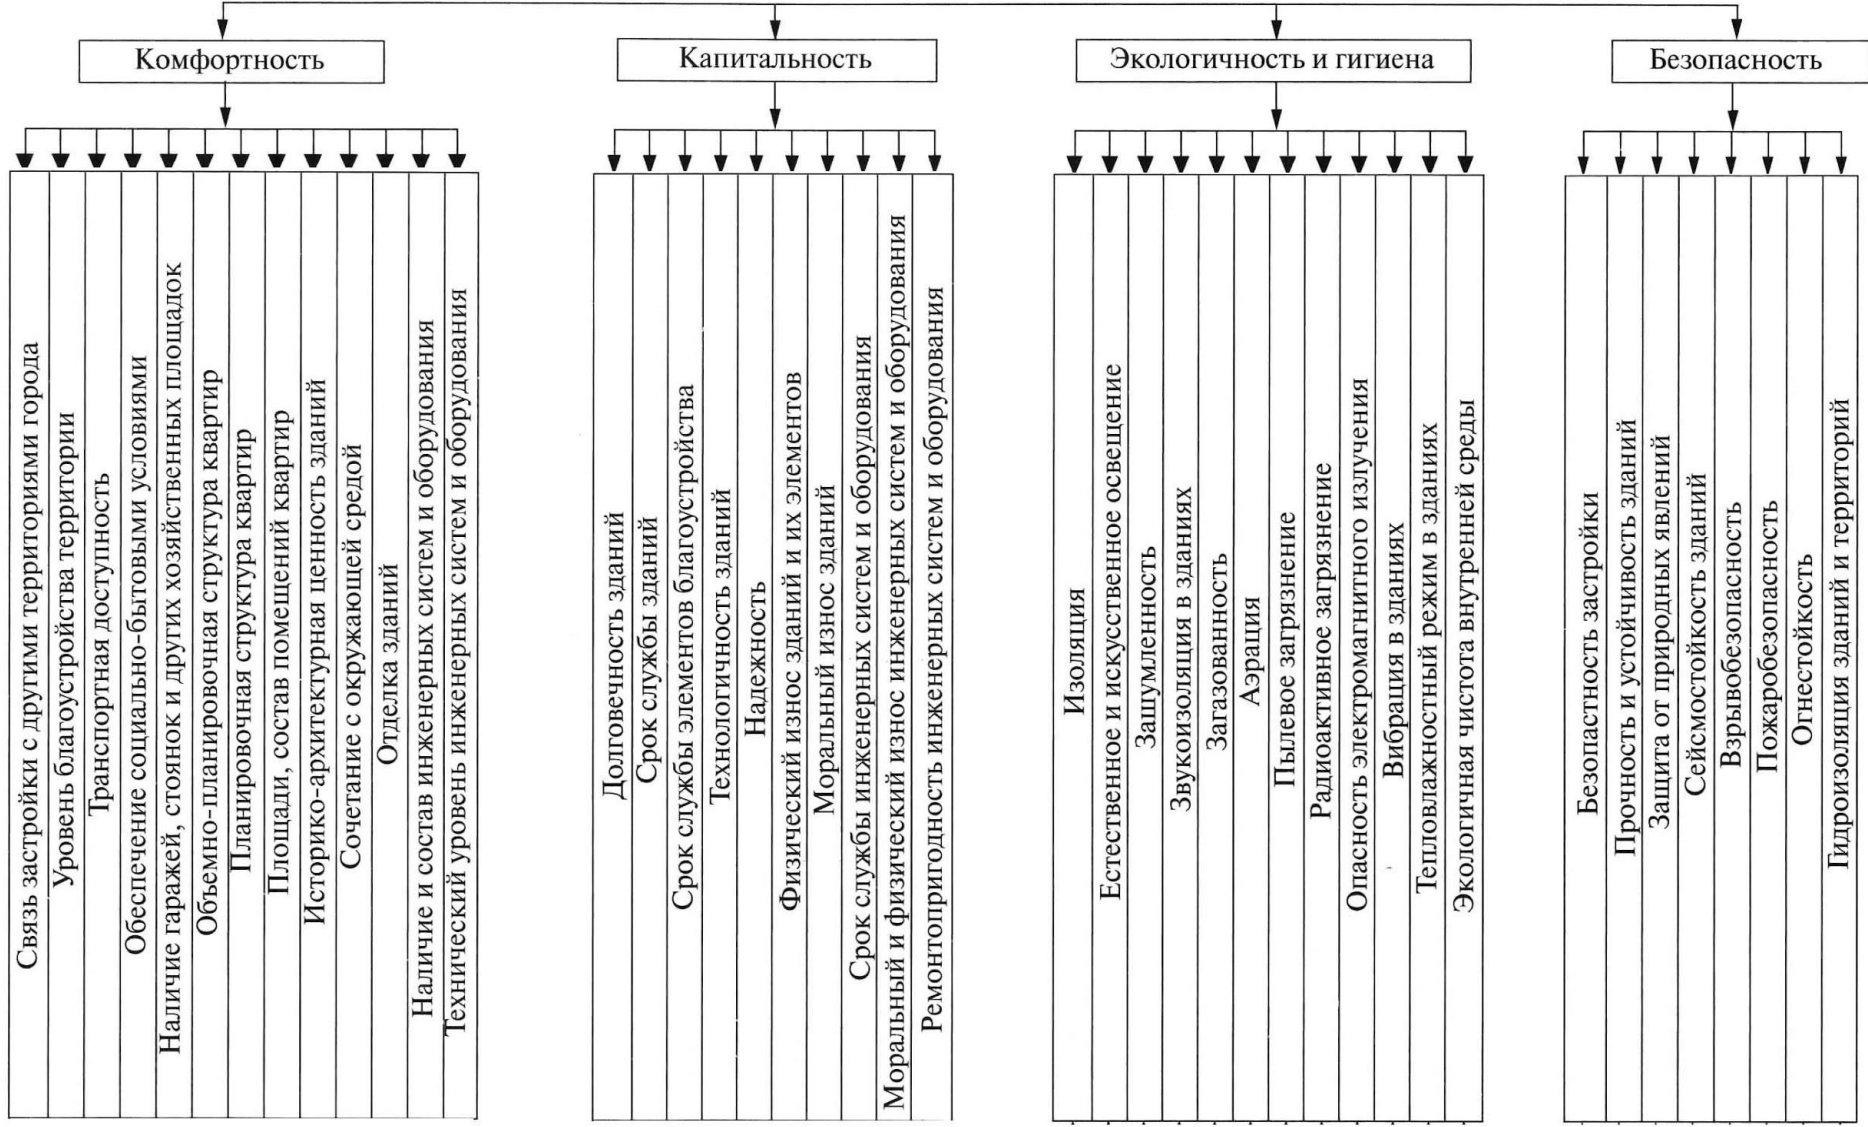 Комфортность
Капитальность
Экологичность и гигиена
Безопасность
Связь застройки с другими территориями города
Уровень благоустройства территории
Транспортная доступность
Обеспечение социально-бытовыми условиями
Наличие гаражей, стоянок и других хозяйственных площадок
Объемно-планировочная структура квартир
Планировочная структура квартир
Площади, состав помещений квартир
Историко-архитектурная ценность зданий
Сочетание с окружающей средой
Отделка зданий
Наличие и состав инженерных систем и оборудования
Технический уровень инженерных систем и оборудования
Долговечность зданий
Срок службы зданий
Срок службы элементов благоустройства
Технологичность зданий
Надежность
Физический износ зданий и их элементов
Моральный износ зданий
Срок службы инженерных систем и оборудования
Моральный и физический износ инженерных систем и оборудования
Ремонтопригодность инженерных систем и оборудования
Изоляция
Естественное и искусственное освещение
Зашумленность
Звукоизоляция в зданиях
Загазованность
Аэрация
Пылевое загрязнение
Радиоактивное загрязнение
Опасность электромагнитного излучения
Вибрация в зданиях
Тепловлажностный режим в зданиях
Экологичная чистота внутренней среды
Безопастность застройки
Прочность и устойчивость зданий
Защита от природных явлений
Сейсмостойкость зданий
Взрывобезопасность
Пожаробезопасность
Огнестойкость
Гидроизоляция зданий и территорий